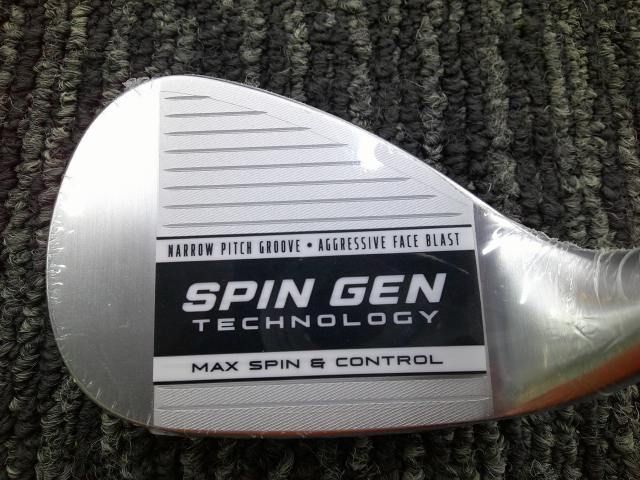 NARROW PITCH GROOVE • AGGRESSIVE FACE BLAST
SPIN GEN
TECHNOLOGY
MAX SPIN & CONTROL